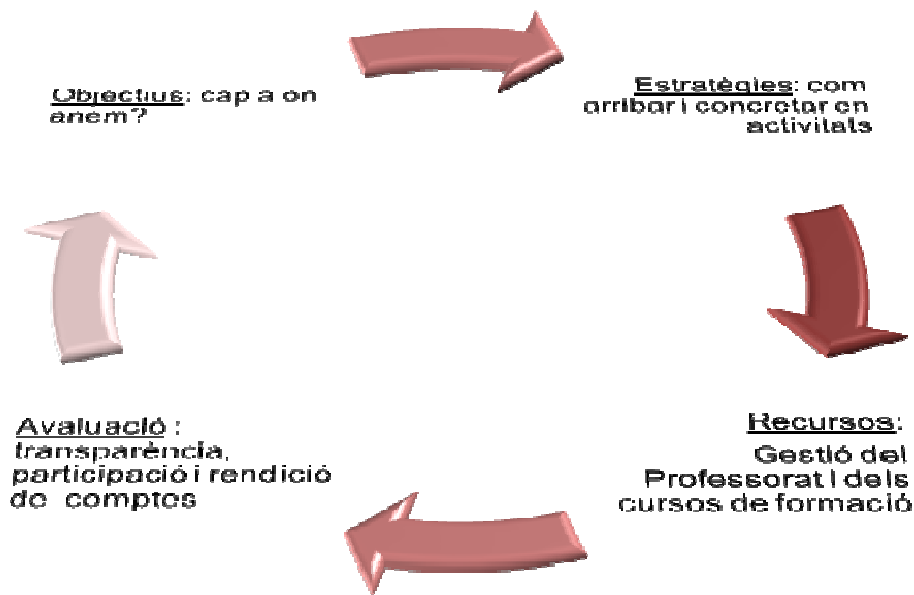 Objectius: cap a on
anem?
Estratègies: com
arribar i concretar en
activitats
Recursos:
Gestió del
Professorat i dels
cursos de formació
Avaluació :
transparència,
participació i rendició
de comptes